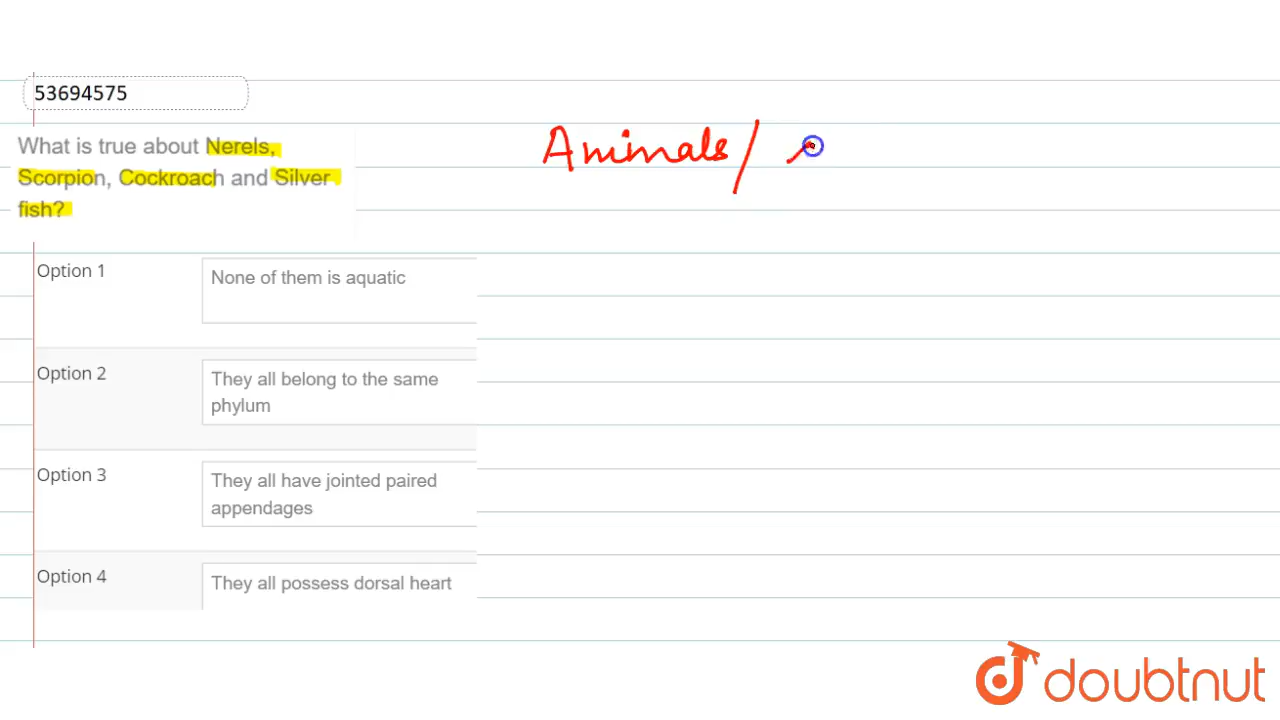 53694575
What is true about Nerels,
Scorpion, Cockroach and Silver
fish?
Animals/
Option 1
None of them is aquatic
Option 2
They all belong to the same
phylum
Option 3
They all have jointed paired
appendages
Option 4
They all possess dorsal heart
doubtnut